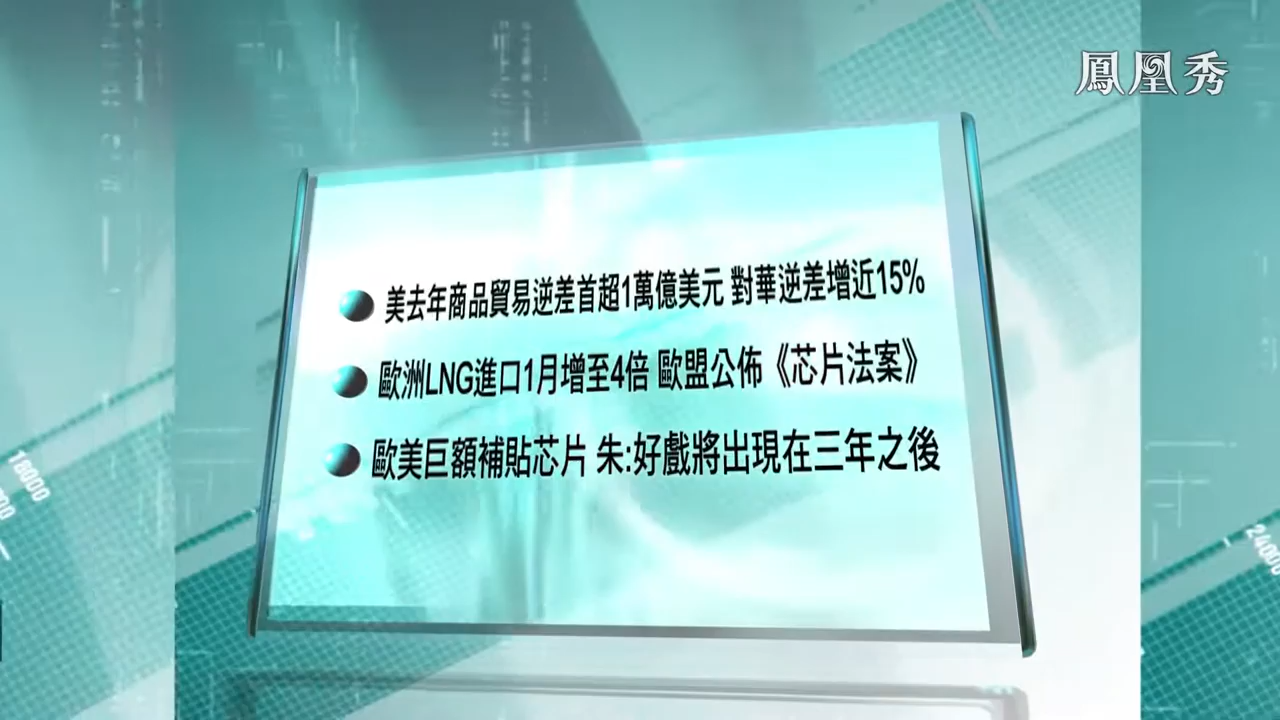 鳳凰秀
美去年商品貿易逆差首超1萬億美元 對華逆差增近15%
歐洲LNG進口1月增至4倍 歐盟公佈《芯片法案》
歐美巨額補貼芯片 朱:好戲將出現在三年之後
18000
24000